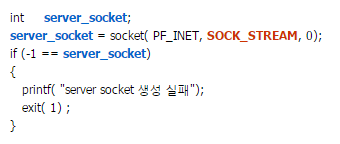 int    server_socket;
server_socket = socket( PF_INET, SOCK_STREAM, 0);
if (-1 == server_socket)
{
   printf( "server socket 생성 실패");
   exit( 1) ;
}